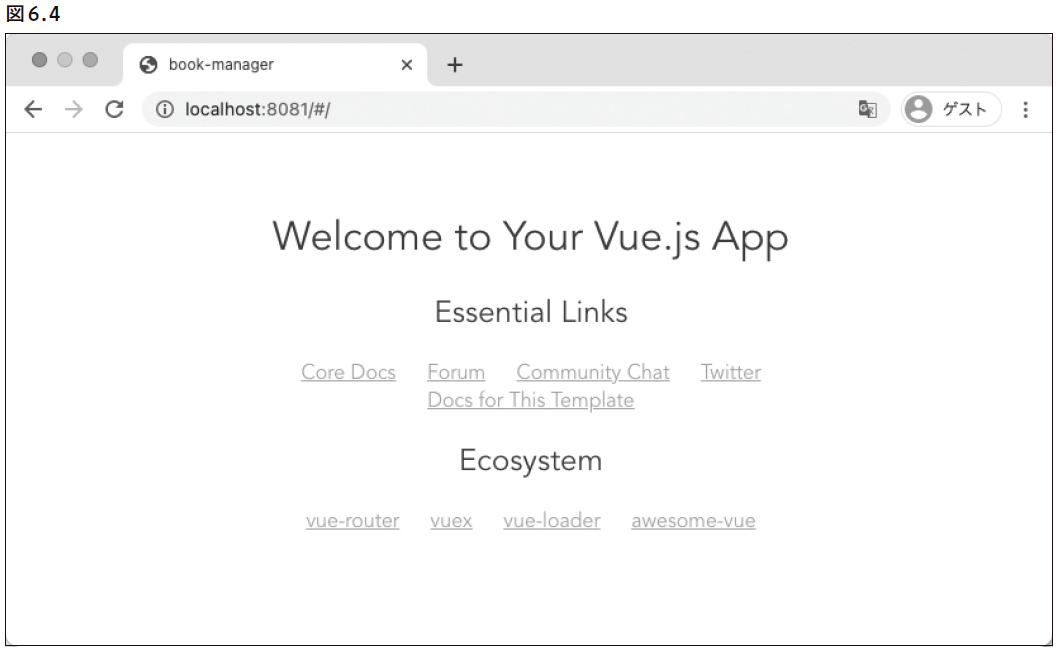 図6.4
book-manager
localhost:8081/#/
ゲスト
Welcome to Your Vue.js App
Essential Links
Core Docs Forum Community Chat Twitter
Docs for This Template
Ecosystem
vue-router vuex vue-loader awesome-vue